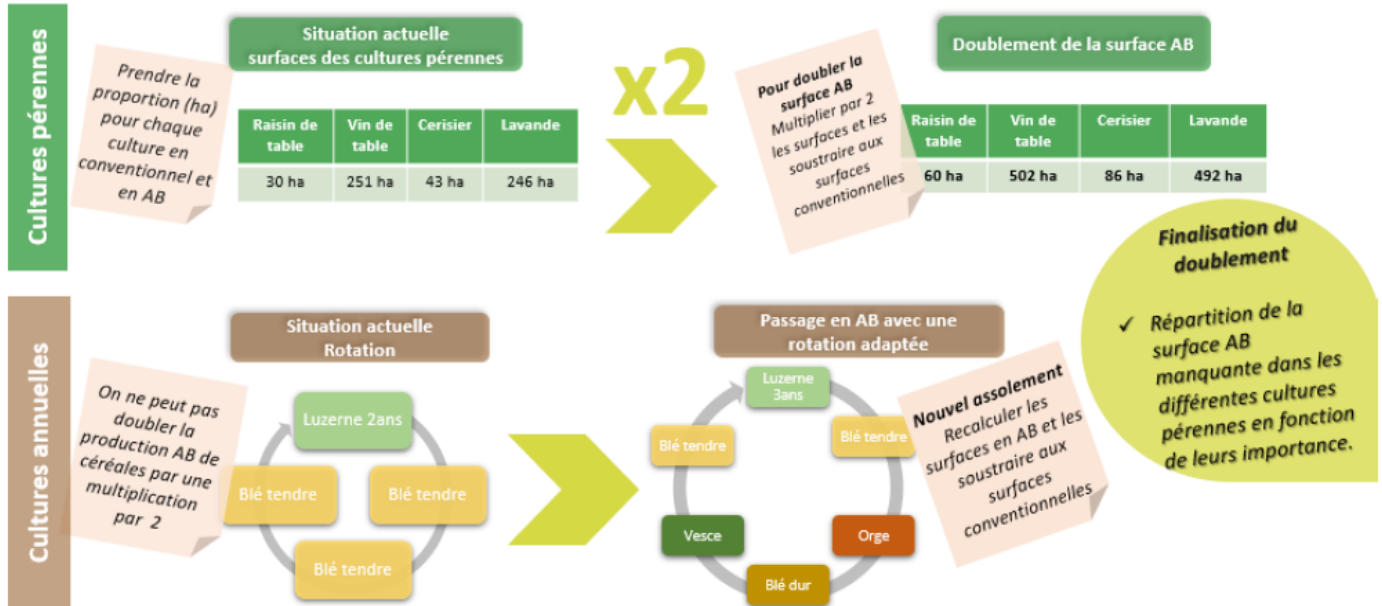 Cultures pérennes
Situation actuelle
surfaces des cultures pérennes
Prendre la
proportion (ha)
pour chaque
culture en
conventionnel et
en AB
Raisin de
table
Vin de
table
Cerisier
Lavande
30 ha
251 ha
43 ha
246 ha
x2
Doublement de la surface AB
Pour doubler la
surface AB
Multiplier par 2
les surfaces et les
soustraire aux
surfaces
conventionnelles
Raisin de
table
Vin de
table
Cerisier
Lavande
60 ha
502 ha
86 ha
492 ha
Finalisation du
doublement
✓ Répartition de la
surface AB
manquante dans les
différentes cultures
pérennes en fonction
de leurs importance.
Cultures annuelles
Situation actuelle
Rotation
On ne peut pas
doubler la
production AB de
céréales par une
multiplication
par 2
Luzerne 2ans
Blé tendre
Blé tendre
Blé tendre
Passage en AB avec une
rotation adaptée
Luzerne
3ans
Blé tendre
Blé tendre
Vesce
Orge
Blé dur
Nouvel assolement
Recalculer les
surfaces en AB et les
soustraire aux
surfaces
conventionnelles